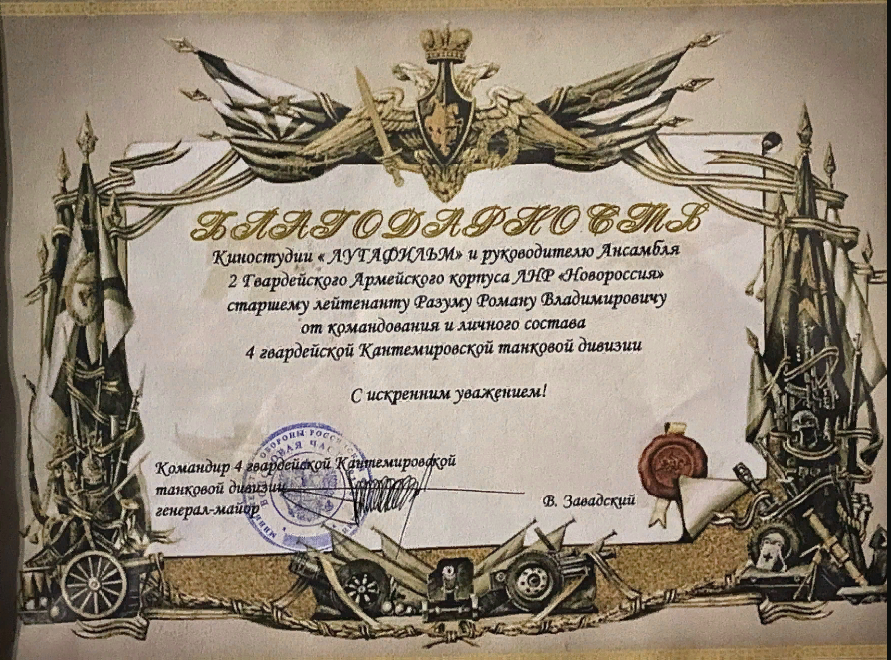 БЛАГОДАРНОСТЬ
Киностудии «ЛУГАФИЛЬМ» и руководителю Ансамбля
2 Гвардейского Армейского корпуса ЛНР «Новороссия»
старшему лейтенанту Разуму Роману Владимировичу
от командования и личного состава
4 гвардейской Кантемировской танковой дивизии
С искренним уважением!
Командир 4 гвардейской Кантемировской
танковой дивизии
генерал-майор
В. Завадский